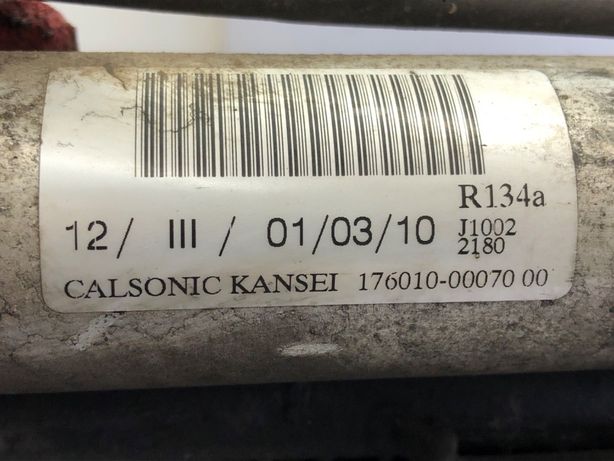 R134a
12/ III / 01/03/10 J1002
2180
CALSONIC KANSEI 176010-00070 00